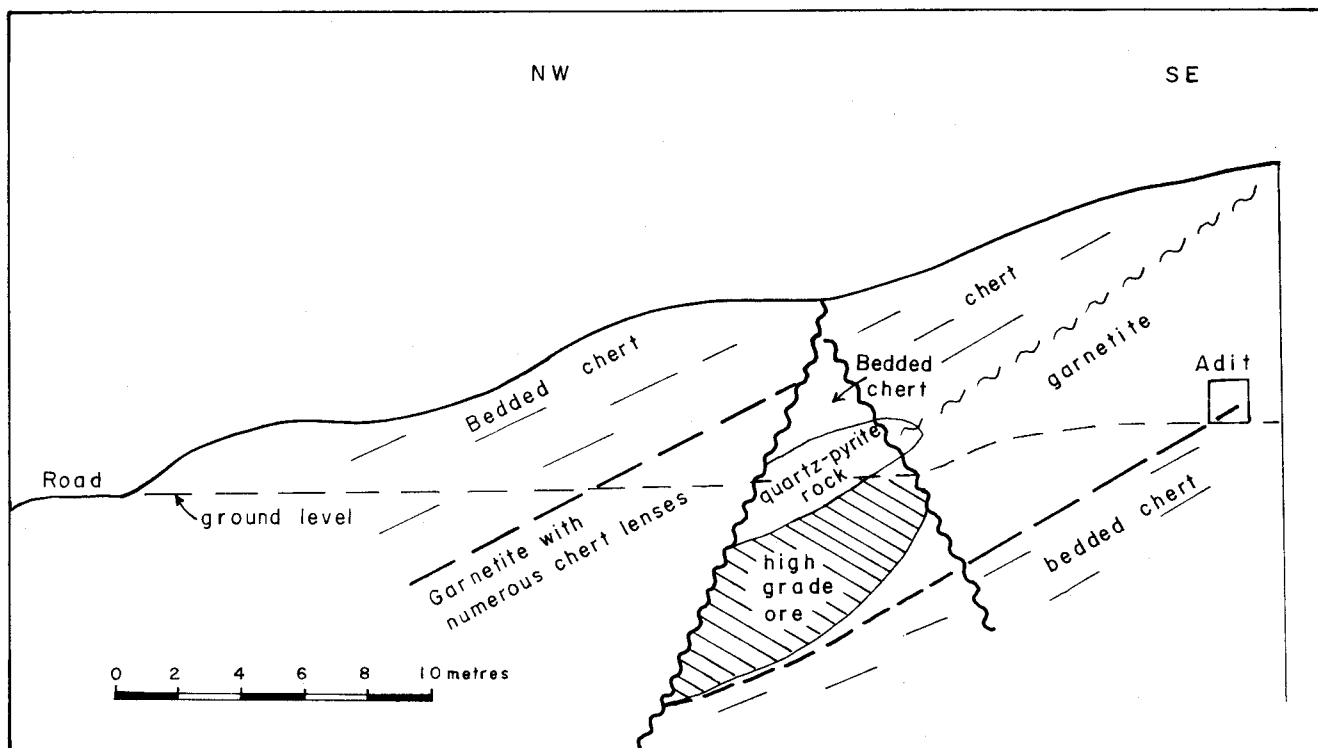 NW
SE
Bedded chert
chert
garnetite
Bedded
chert
Adit
Road
ground level
quartz-pyrite
rock
Garnetite with
numerous chert lenses
bedded chert
high
grade
ore
0 2 4 6 8 10 metres